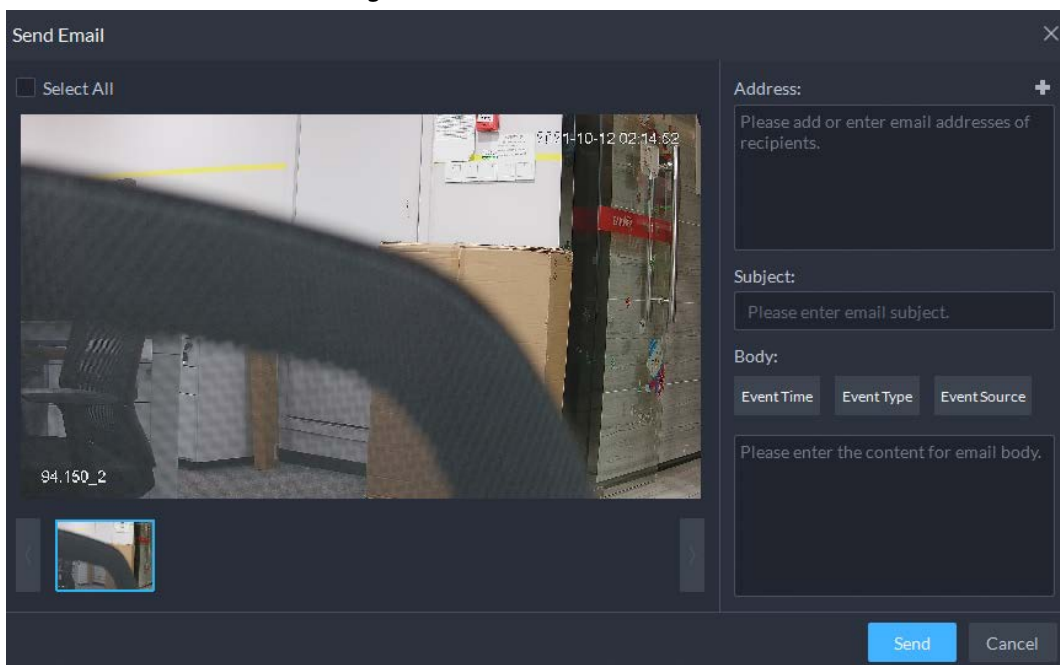 Send Email
Select All
Address:
Please add or enter email addresses of
recipients.
-10-12 02:14:52
Subject:
Please enter email subject.
Body:
Event Time
Event Type
Event Source
Please enter the content for email body.
94.150_2
Send
Cancel